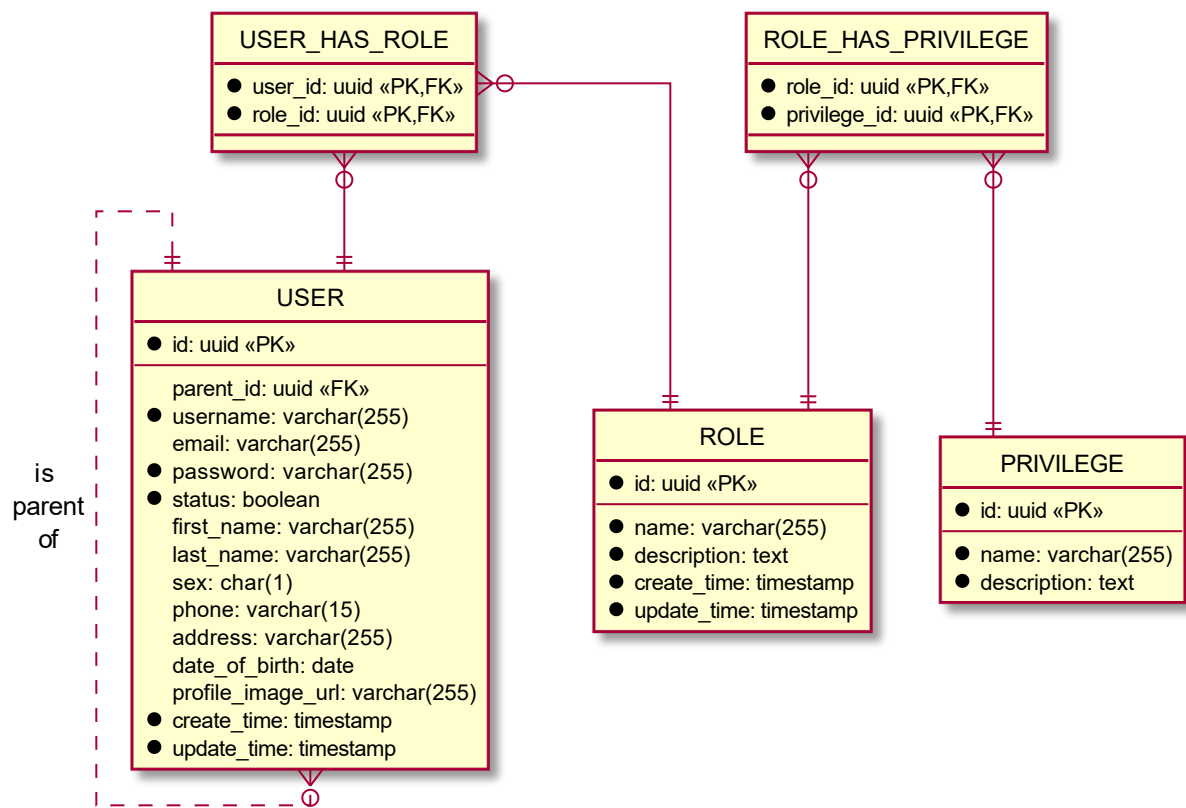 USER_HAS_ROLE
user_id: uuid «PK,FK»
role_id: uuid «PK,FK»
ROLE_HAS_PRIVILEGE
role_id: uuid «PK,FK»
privilege_id: uuid «PK,FK»
is
parent
of
USER
id: uuid «PK»
parent_id: uuid «FK»
username: varchar(255)
email: varchar(255)
password: varchar(255)
status: boolean
first_name: varchar(255)
last_name: varchar(255)
sex: char(1)
phone: varchar(15)
address: varchar(255)
date_of_birth: date
profile_image_url: varchar(255)
create_time: timestamp
update_time: timestamp
ROLE
id: uuid «PK»
name: varchar(255)
description: text
create_time: timestamp
update_time: timestamp
PRIVILEGE
id: uuid «PK»
name: varchar(255)
description: text